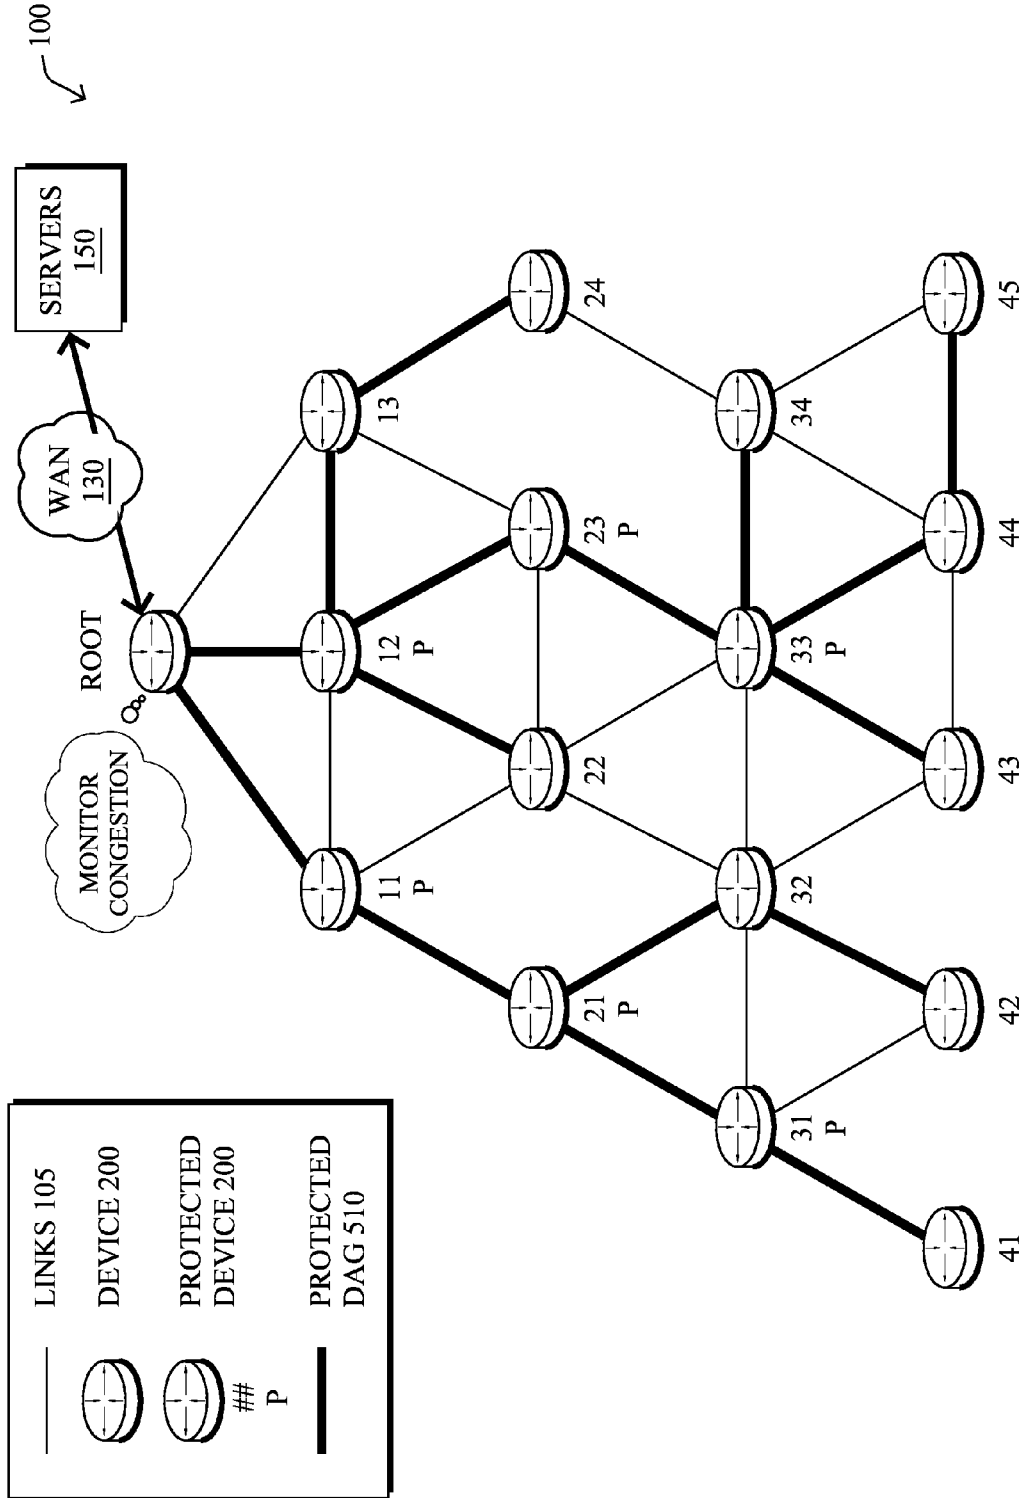 100
SERVERS
150
WAN
130
ROOT
MONITOR
CONGESTION
11
P
12
P
13
21
P
22
23
P
24
31
P
32
33
P
34
41
42
43
44
45
LINKS 105
DEVICE 200
##
P
PROTECTED
DEVICE 200
PROTECTED
DAG 510